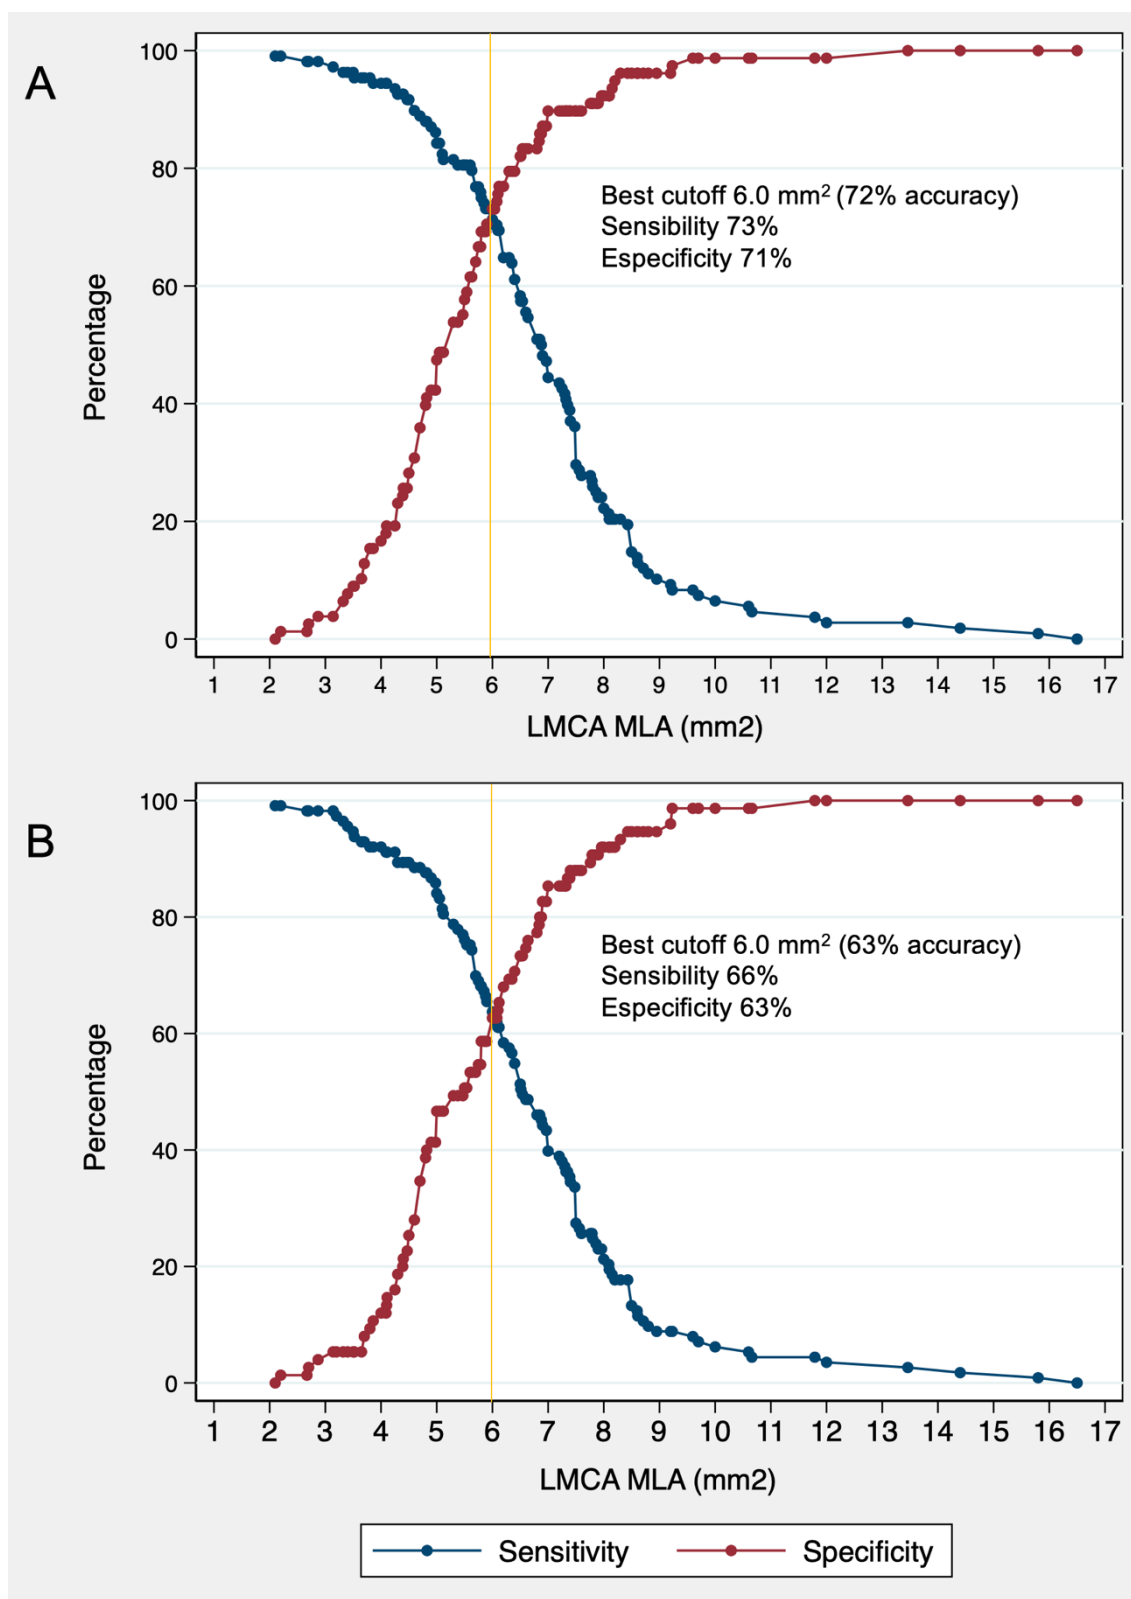 A
100
80
60
40
20
0
Percentage
Best cutoff 6.0 mm² (72% accuracy)
Sensibility 73%
Especificity 71%
1 2 3 4 5 6 7 8 9 10 11 12 13 14 15 16 17
LMCA MLA (mm2)
B
100
80
60
40
20
0
Percentage
Best cutoff 6.0 mm² (63% accuracy)
Sensibility 66%
Especificity 63%
1 2 3 4 5 6 7 8 9 10 11 12 13 14 15 16 17
LMCA MLA (mm2)
Sensitivity Specificity